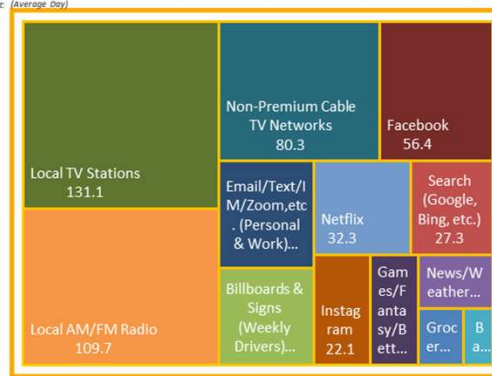 (Average Day)
Local TV Stations
131.1
Local AM/FM Radio
109.7
Non-Premium Cable
TV Networks
80.3
Facebook
56.4
Email/Text/I
M/Zoom,etc
. (Personal
& Work)...
Netflix
32.3
Search
(Google,
Bing, etc.)
27.3
Billboards &
Signs
(Weekly
Drivers)...
Instag
ram
22.1
Gam
es/F
anta
sy/B
ett...
News/W
eather...
Groc
er...
B
a...